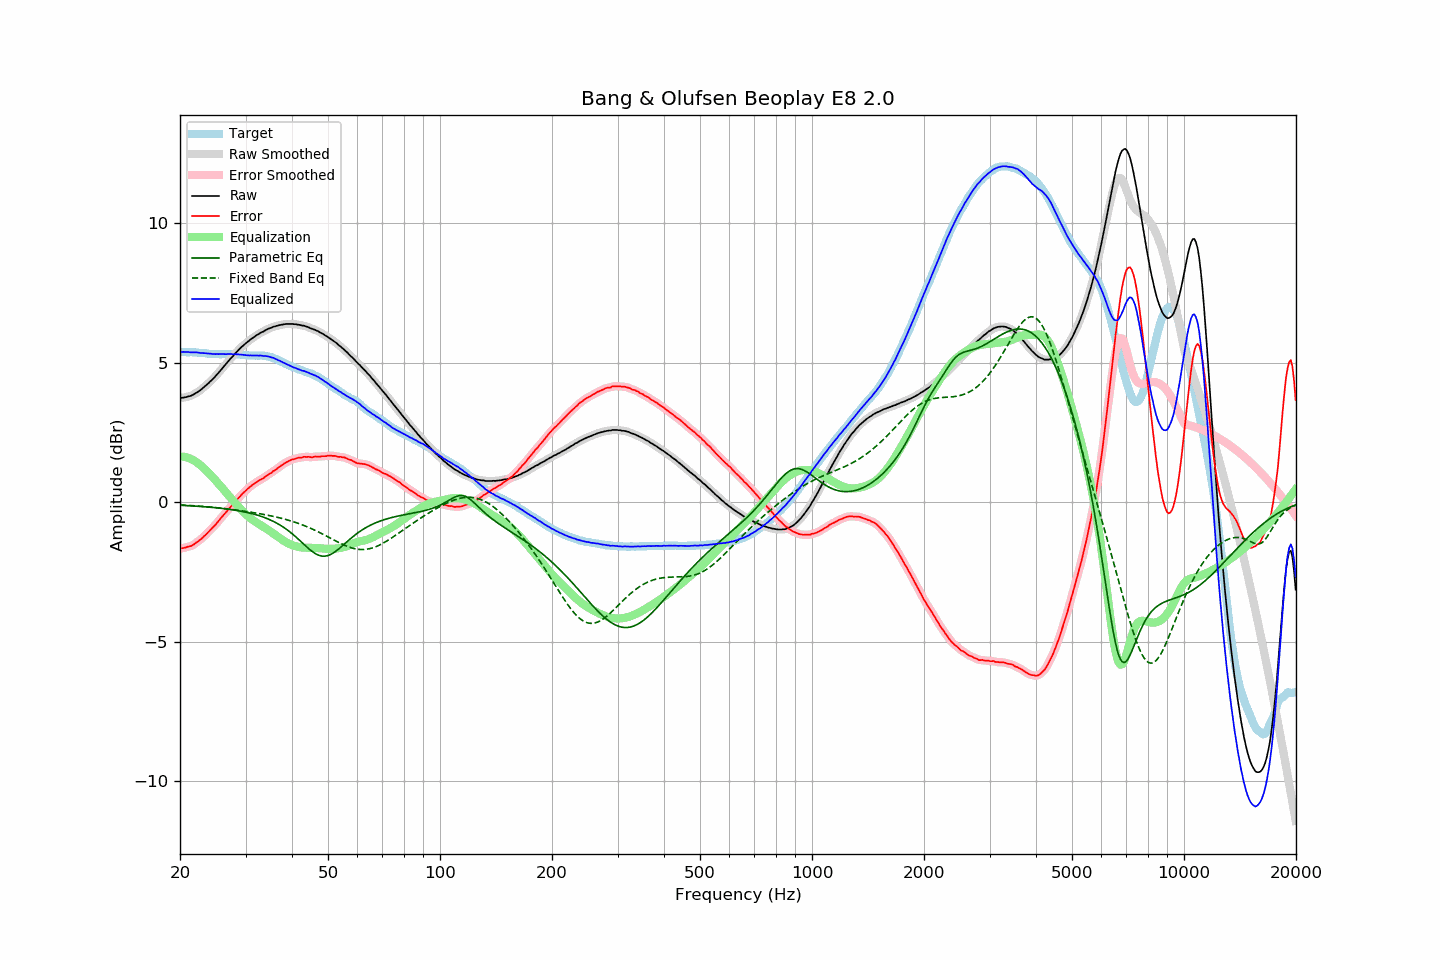 Bang & Olufsen Beoplay E8 2.0
Target
Raw Smoothed
Error Smoothed
Raw
Error
Equalization
Parametric Eq
Fixed Band Eq
Equalized
Amplitude (dBr)
10
5
0
−5
−10
20 50 100 200 500 1000 2000 5000 10000 20000
Frequency (Hz)